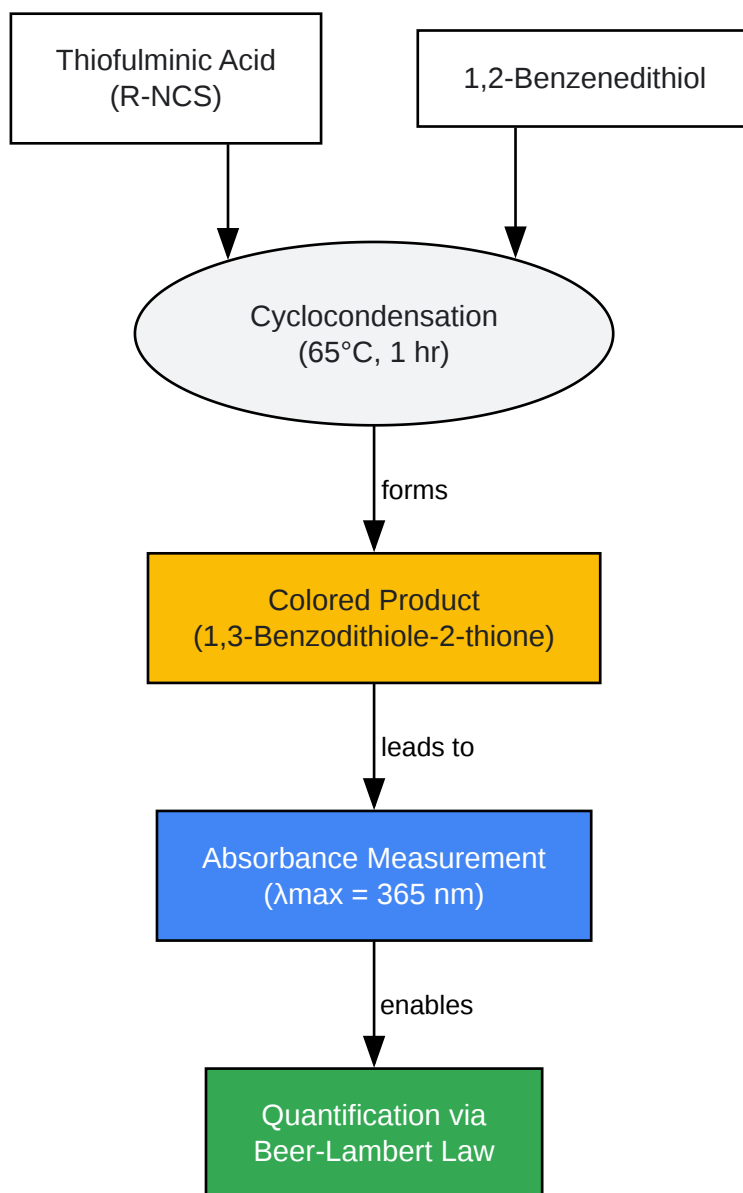 Thiofulminic Acid
(R-NCS)
1,2-Benzenedithiol
Cyclocondensation
(65°C, 1 hr)
forms
Colored Product
(1,3-Benzodithiole-2-thione)
leads to
Absorbance Measurement
(λmax = 365 nm)
enables
Quantification via
Beer-Lambert Law